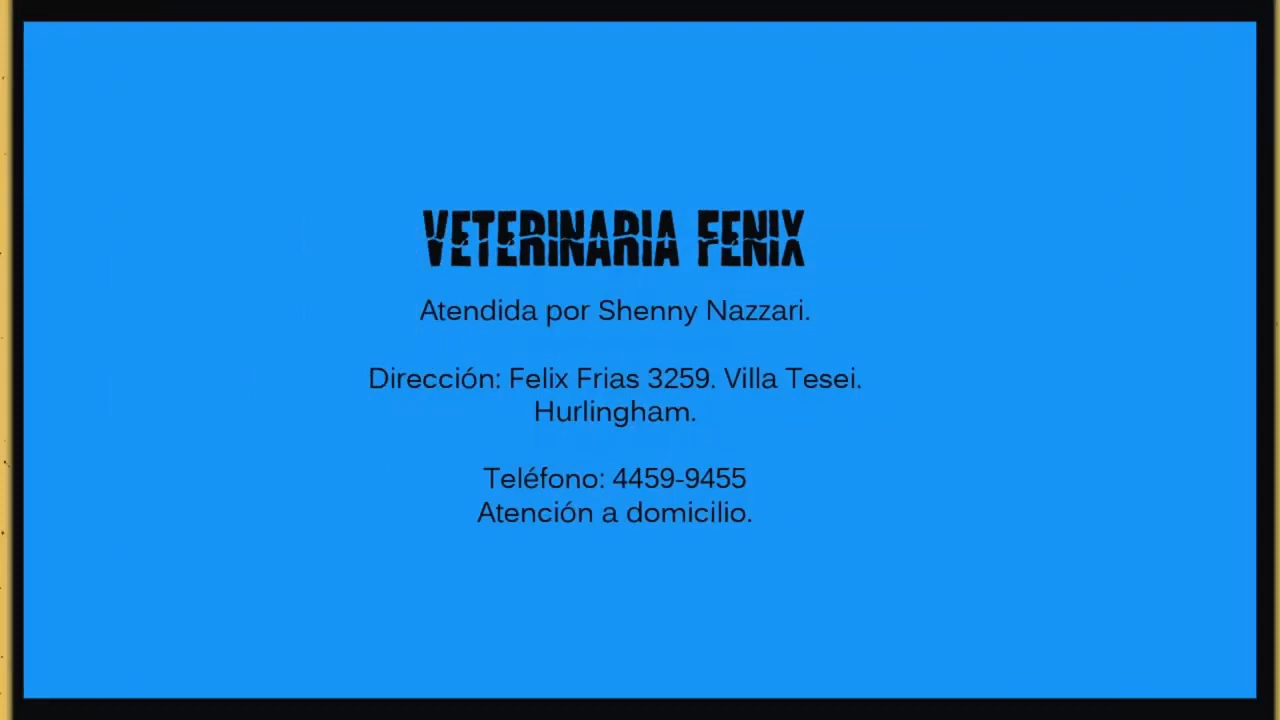 VETERINARIA FENIX
Atendida por Shenny Nazzari.
Dirección: Felix Frias 3259. Villa Tesei.
Hurlingham.
Teléfono: 4459-9455
Atención a domicilio.